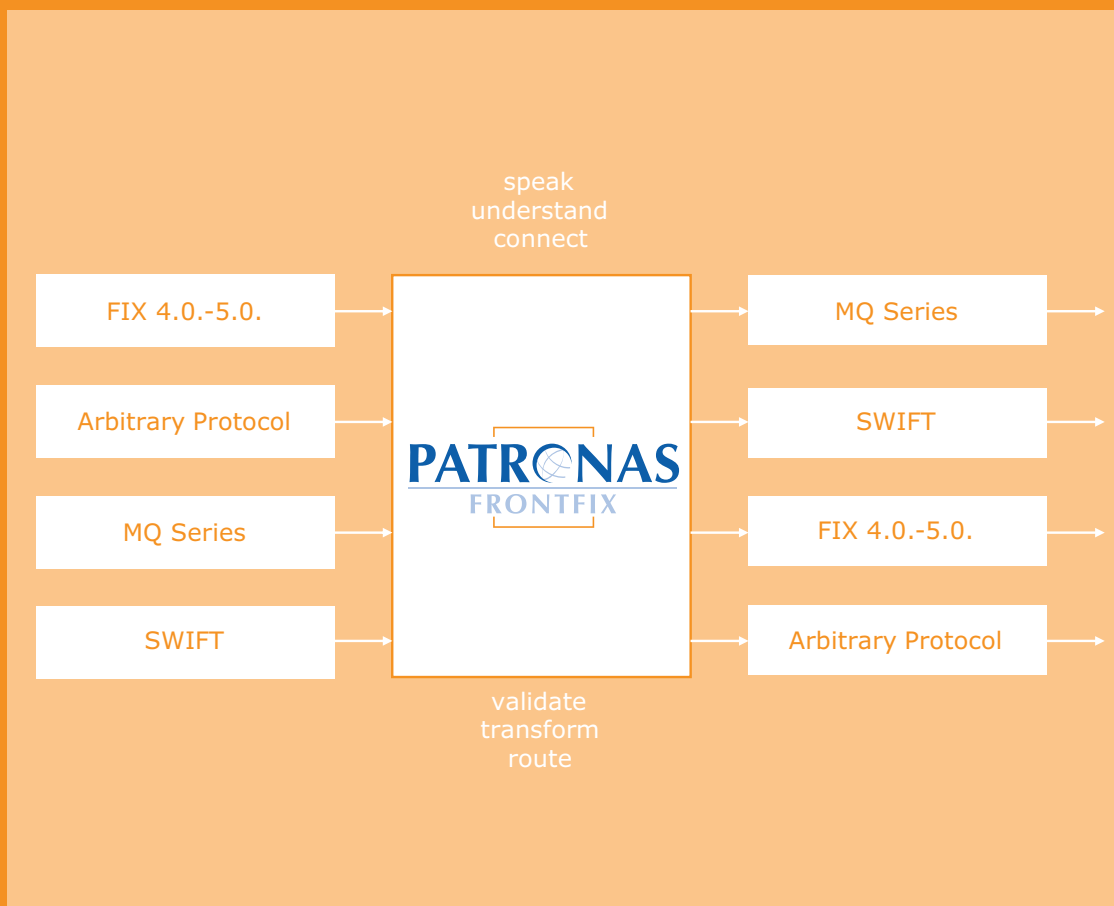 speak
understand
connect
FIX 4.0.-5.0.
Arbitrary Protocol
MQ Series
SWIFT
PATRONAS
FRONTFIX
MQ Series
SWIFT
FIX 4.0.-5.0.
Arbitrary Protocol
validate
transform
route